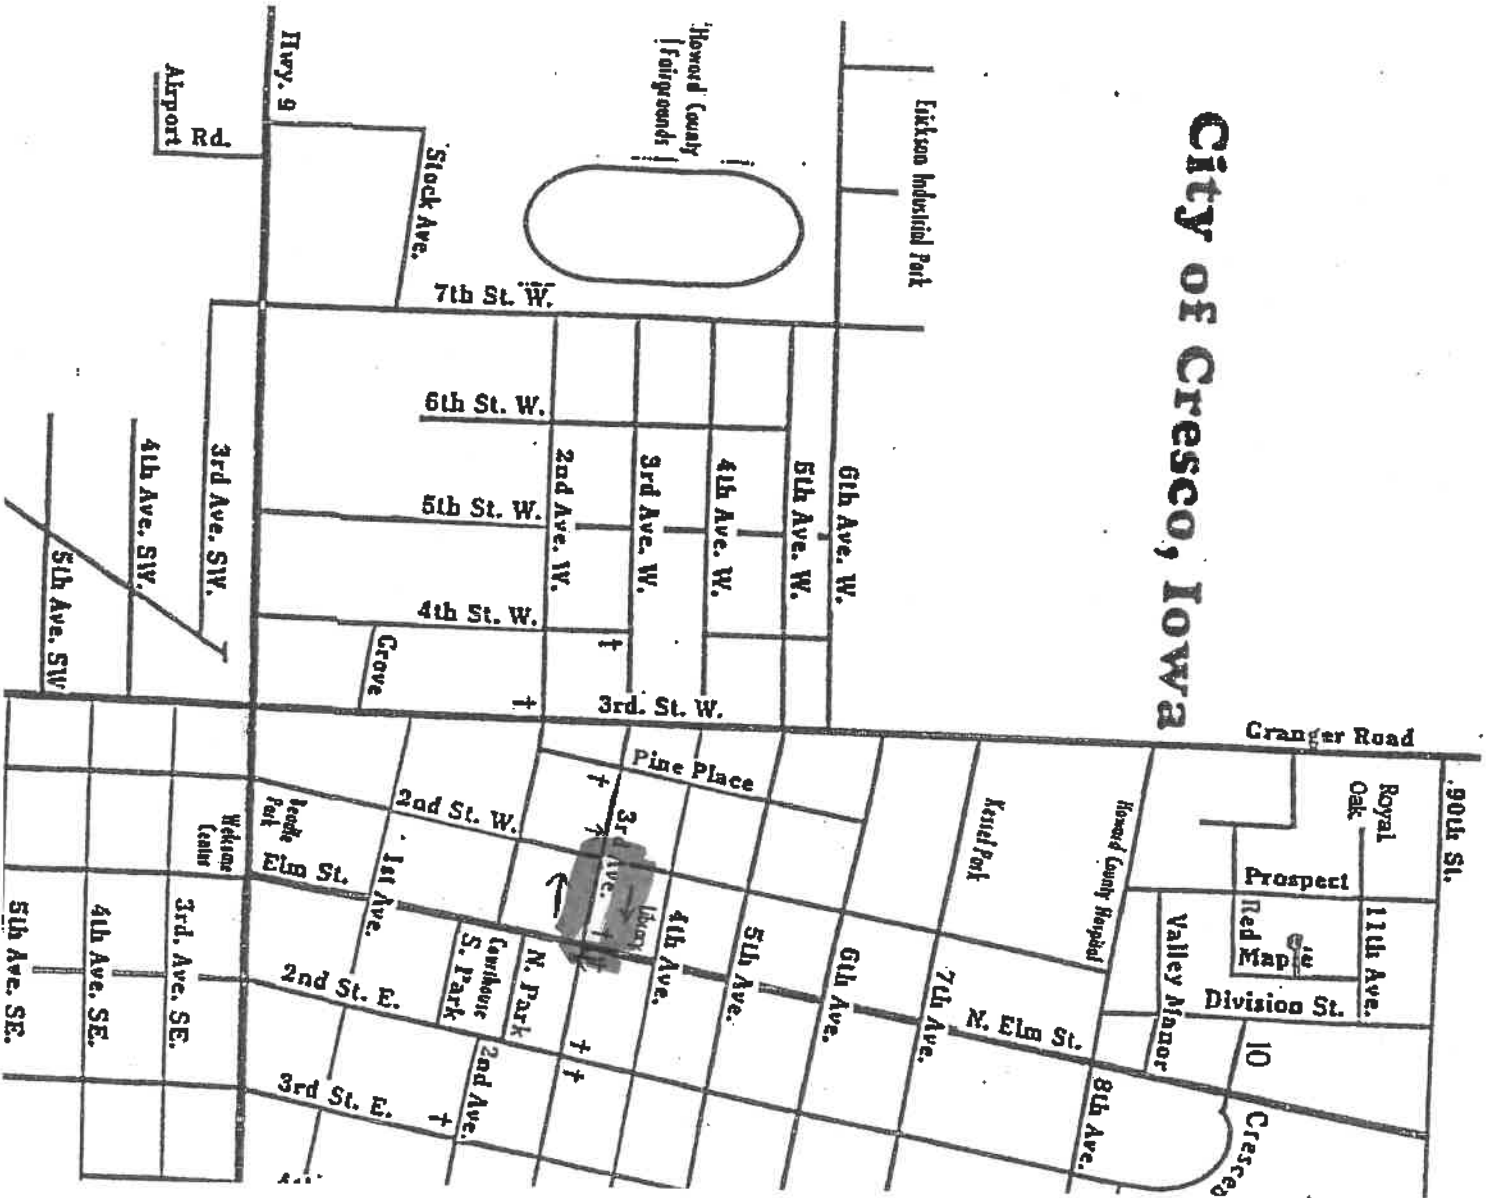 City of Cresco, Iowa
Erickson Industrial Park
Howard County
Fairgrounds
Hwy. 9
Airport
Rd.
Stock Ave.
7th St. W.
6th St. W.
5th St. W.
4th St. W.
2nd Ave. W.
3rd Ave. W.
4th Ave. W.
5th Ave. W.
6th Ave. W.
3rd Ave. SW.
4th Ave. SW.
5th Ave. SW
Grove
3rd. St. W.
Granger Road
Pine Place
2nd St. W.
Beadle
Park
Welcome
Center
Elm St.
1st Ave.
3rd Ave.
Library
4th Ave.
5th Ave.
6th Ave.
7th Ave.
8th Ave.
Kessel Park
Howard County Hospital
Royal
Oak
90th St.
Prospect
Red
Maple
11th Ave.
Valley Manor
Division St.
N. Elm St.
10
Cresco
N. Park
Courthouse
S. Park
2nd St. E.
2nd Ave.
3rd St. E.
3rd. Ave. SE.
4th Ave. SE.
5th Ave. SE.